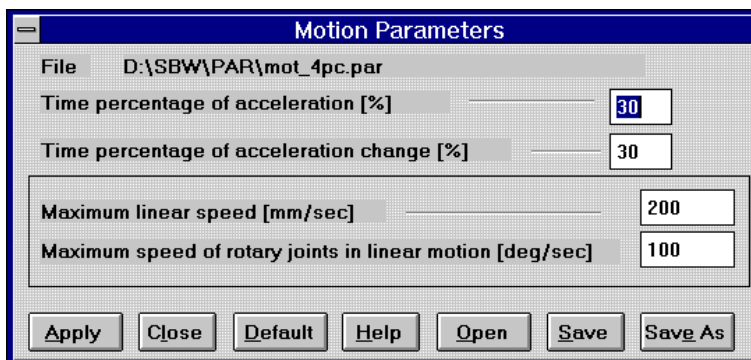 Motion Parameters
File D:\SBW\PAR\mot_4pc.par
Time percentage of acceleration [%] 30
Time percentage of acceleration change [%] 30
Maximum linear speed [mm/sec] 200
Maximum speed of rotary joints in linear motion [deg/sec] 100
Apply Close Default Help Open Save Save As